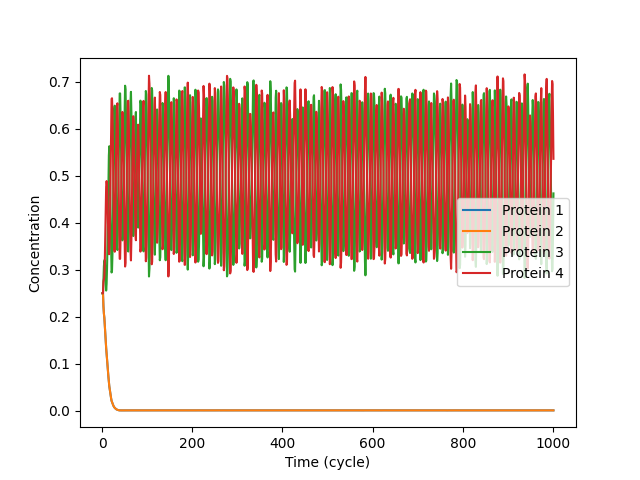 0.7
0.6
0.5
0.4
0.3
0.2
0.1
0.0
Concentration
Protein 1
Protein 2
Protein 3
Protein 4
0 200 400 600 800 1000
Time (cycle)